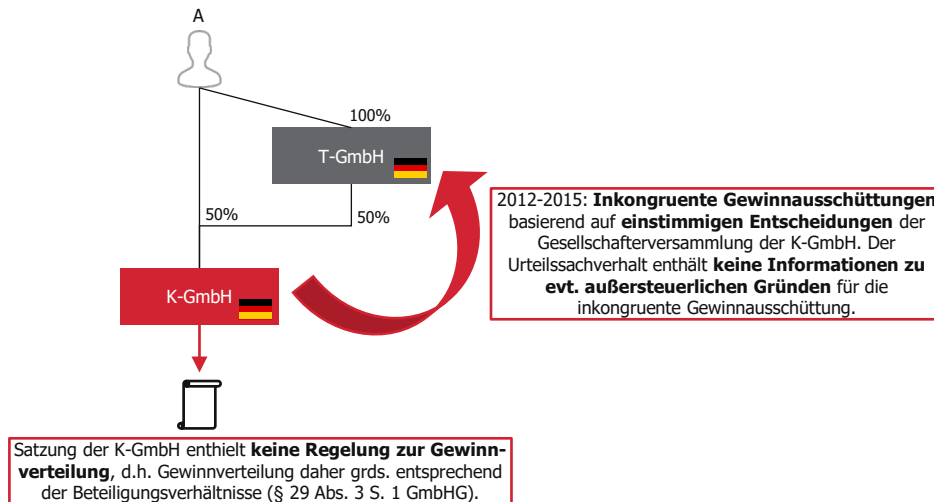 A
100%
T-GmbH
50%
50%
K-GmbH
2012-2015: Inkongruente Gewinnausschüttungen
basierend auf einstimmigen Entscheidungen der
Gesellschafterversammlung der K-GmbH. Der
Urteilssachverhalt enthält keine Informationen zu
evt. außersteuerlichen Gründen für die
inkongruente Gewinnausschüttung.
Satzung der K-GmbH enthielt keine Regelung zur Gewinn-
verteilung, d.h. Gewinnverteilung daher grds. entsprechend
der Beteiligungsverhältnisse (§ 29 Abs. 3 S. 1 GmbHG).